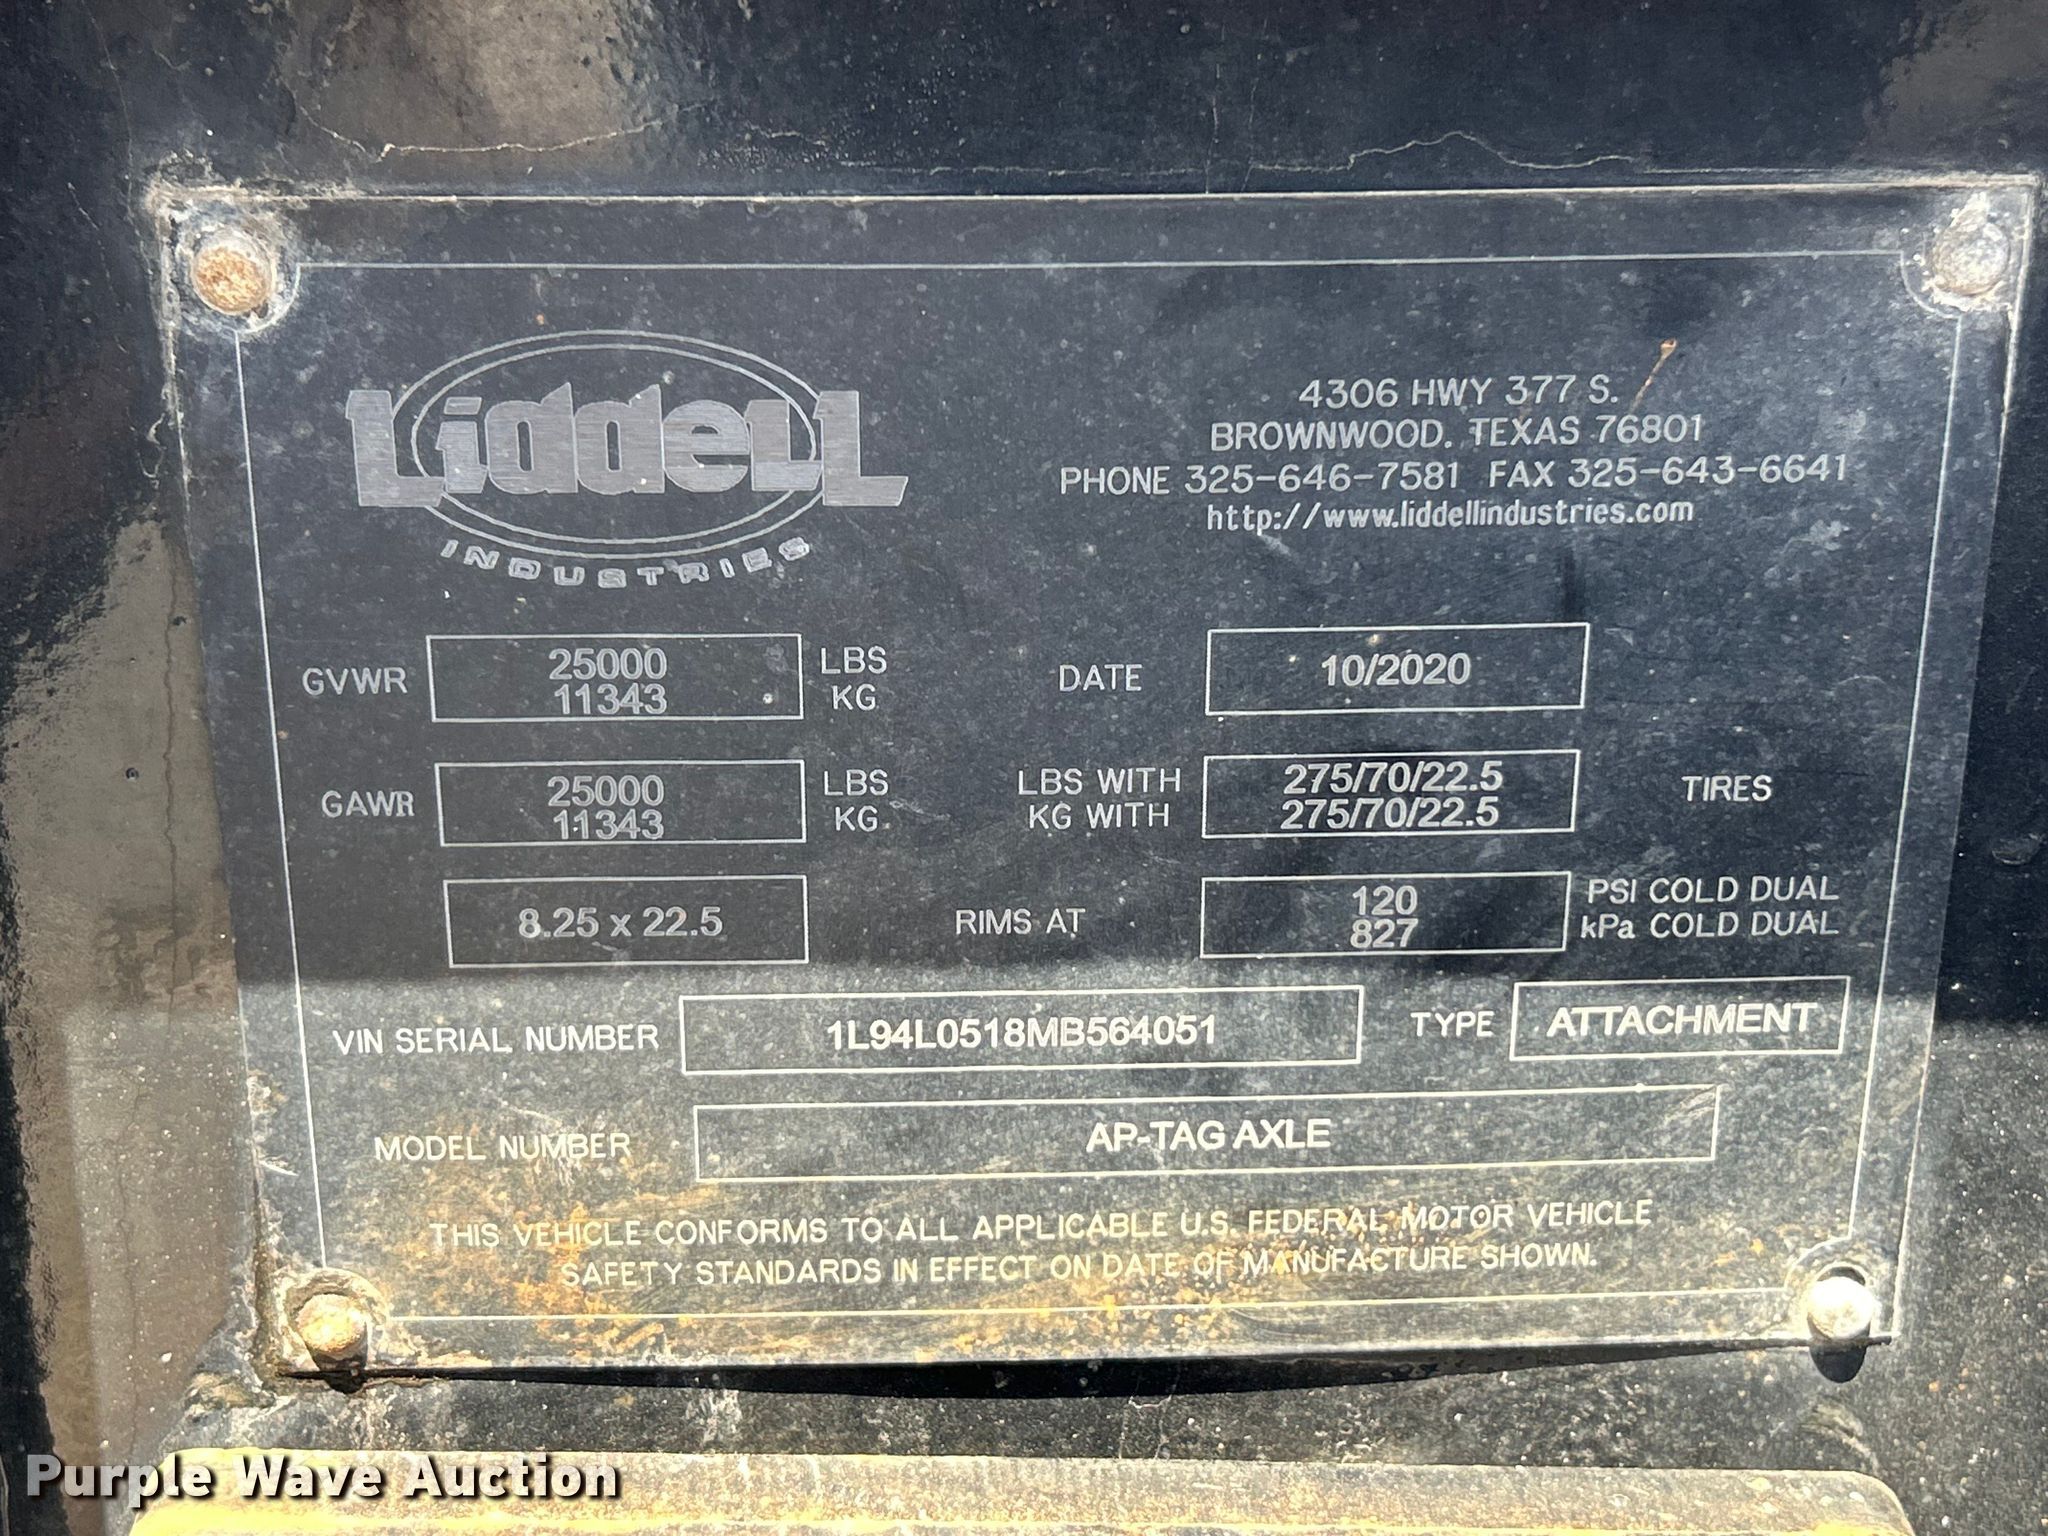 Liddell
INDUSTRIES
4306 HWY 377 S.
BROWNWOOD, TEXAS 76801
PHONE 325-646-7581 FAX 325-643-6641
http://www.liddellindustries.com
GVWR 25000 LBS
11343 KG
DATE 10/2020
GAWR 25000 LBS
11343 KG
LBS WITH 275/70/22.5 TIRES
KG WITH 275/70/22.5
8.25 x 22.5 RIMS AT 120 PSI COLD DUAL
827 kPa COLD DUAL
VIN SERIAL NUMBER 1L94L0518MB564051 TYPE ATTACHMENT
MODEL NUMBER AP-TAG AXLE
THIS VEHICLE CONFORMS TO ALL APPLICABLE U.S. FEDERAL MOTOR VEHICLE
SAFETY STANDARDS IN EFFECT ON DATE OF MANUFACTURE SHOWN.
Purple Wave Auction